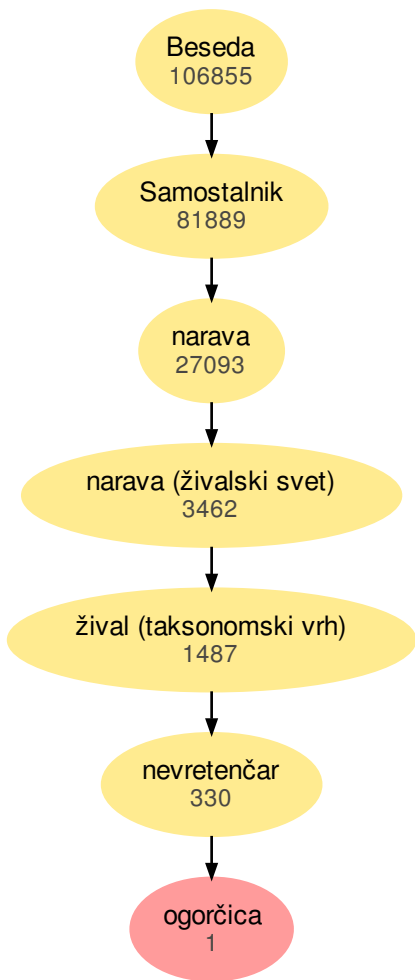 Beseda
106855
Samostalnik
81889
narava
27093
narava (živalski svet)
3462
žival (taksonomski vrh)
1487
nevretenčar
330
ogorčica
1